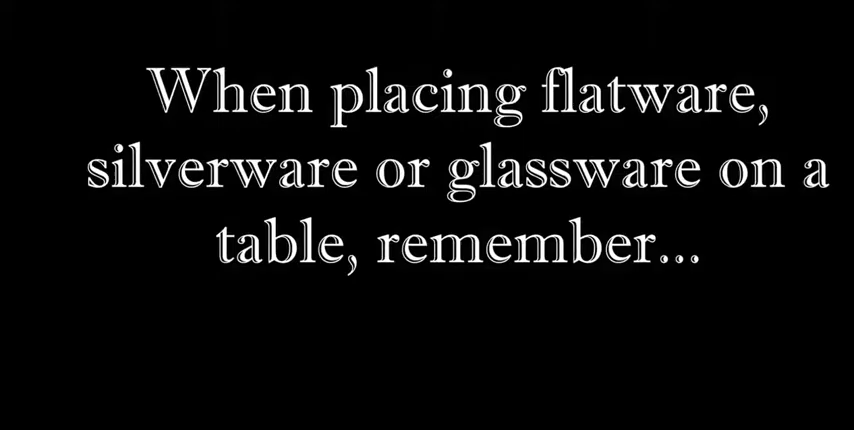 When placing flatware,
silverware or glassware on a
table, remember...